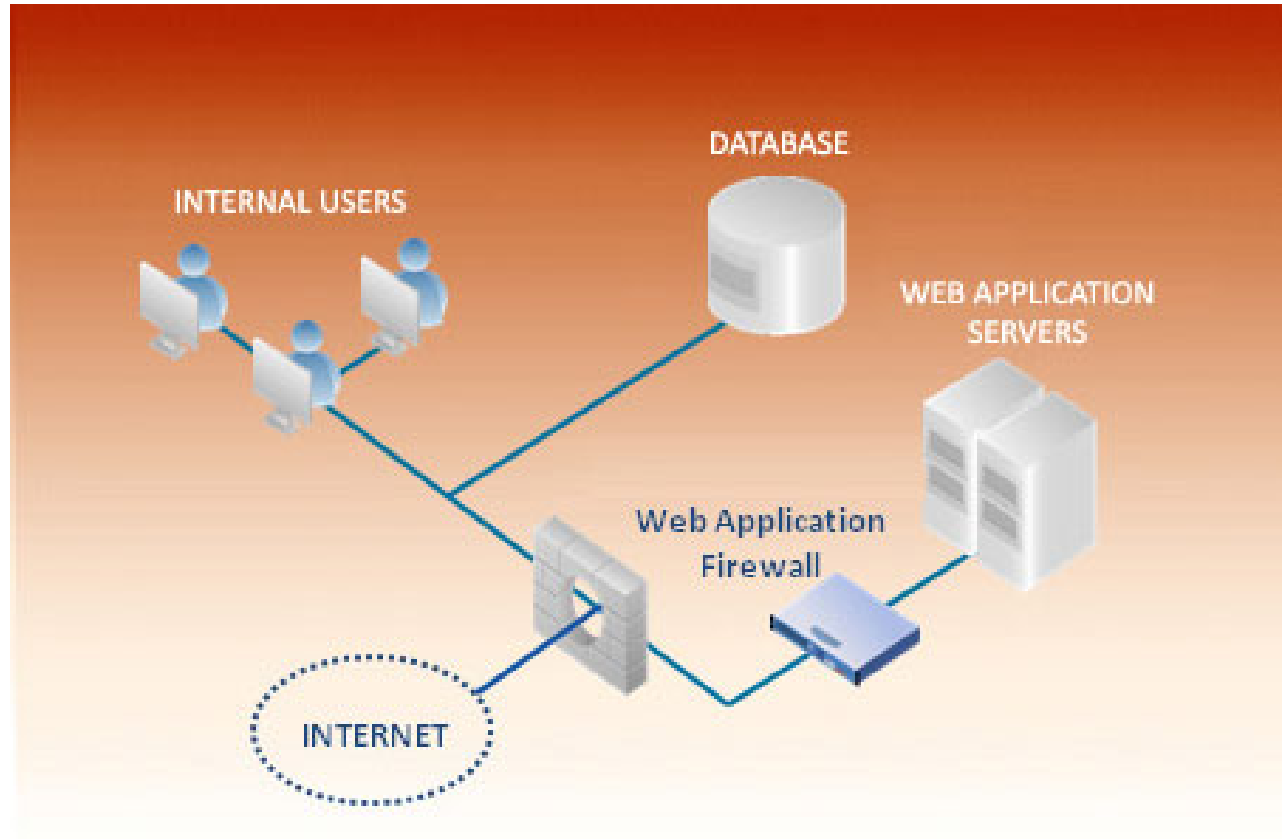 DATABASE
INTERNAL USERS
WEB APPLICATION
SERVERS
Web Application
Firewall
INTERNET